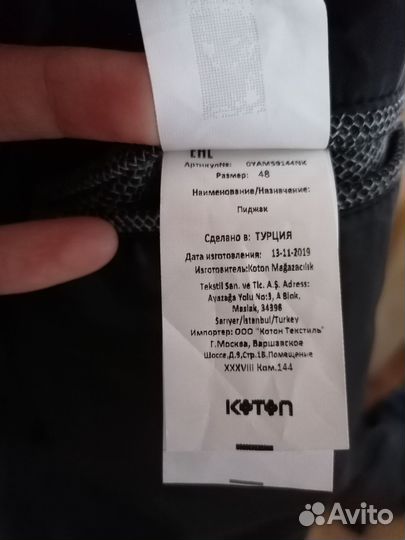 EAC
Артикул№: 0YAM59144NK
Размер: 48
Наименование/Назначение:
Пиджак
Сделано в: ТУРЦИЯ
Дата изготовления: 13-11-2019
Изготовитель:Koton Mağazacılık
Tekstil San. ve Tic. A.Ş. Adress:
Ayazağa Yolu No:3, A Blok,
Maslak, 34398
Sarıyer/İstanbul/Turkey
Импортер: ООО "Котон Текстиль"
Г.Москва, Варшавское
Шоссе,Д.9,Стр.1Б.Помещение
XXXVIII Ком.144
KOTON
Avito